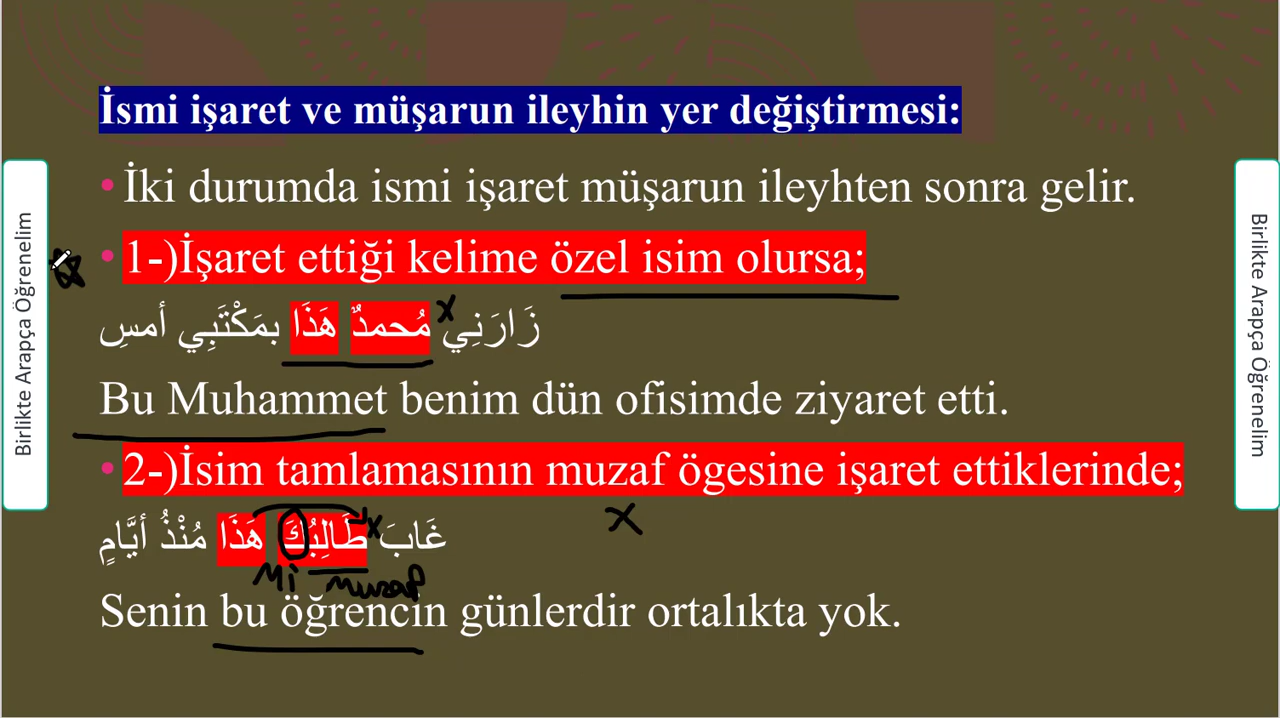 İsmi işaret ve müşarun ileyhin yer değiştirmesi:
• İki durumda ismi işaret müşarun ileyhten sonra gelir.
• 1-)İşaret ettiği kelime özel isim olursa;
زَارَنِي مُحمدٌ هَذَا بمَكْتَبِي أمسِ
Bu Muhammet benim dün ofisimde ziyaret etti.
• 2-)İsim tamlamasının muzaf ögesine işaret ettiklerinde;
غَابَ طَالِبُكَ هَذَا مُنْذُ أيَّامٍ
Mi muzaf
Senin bu öğrencin günlerdir ortalıkta yok.
Birlikte Arapça Öğrenelim
Birlikte Arapça Öğrenelim